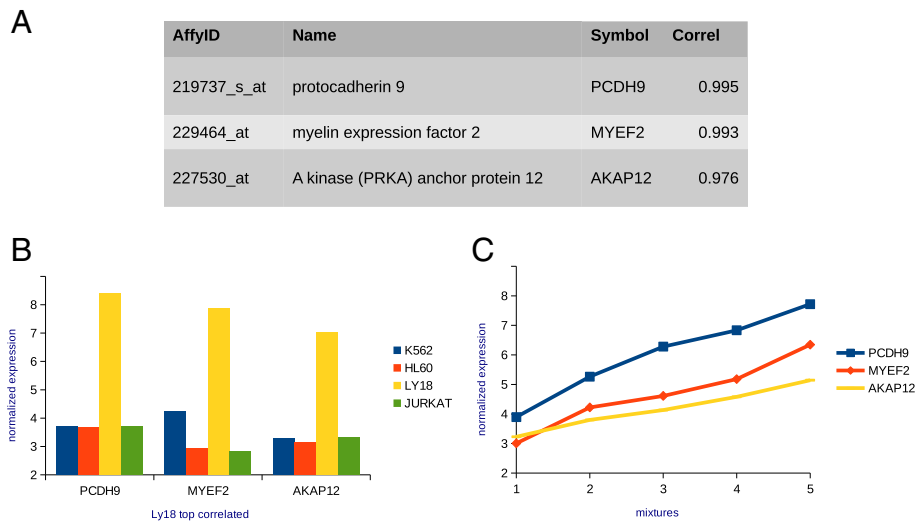 A
AffyID Name Symbol Correl
219737_s_at protocadherin 9 PCDH9 0.995
229464_at myelin expression factor 2 MYEF2 0.993
227530_at A kinase (PRKA) anchor protein 12 AKAP12 0.976
B
normalized expression
8
7
6
5
4
3
2
PCDH9 MYEF2 AKAP12
Ly18 top correlated
K562
HL60
LY18
JURKAT
C
normalized expression
8
7
6
5
4
3
2
1 2 3 4 5
mixtures
PCDH9
MYEF2
AKAP12